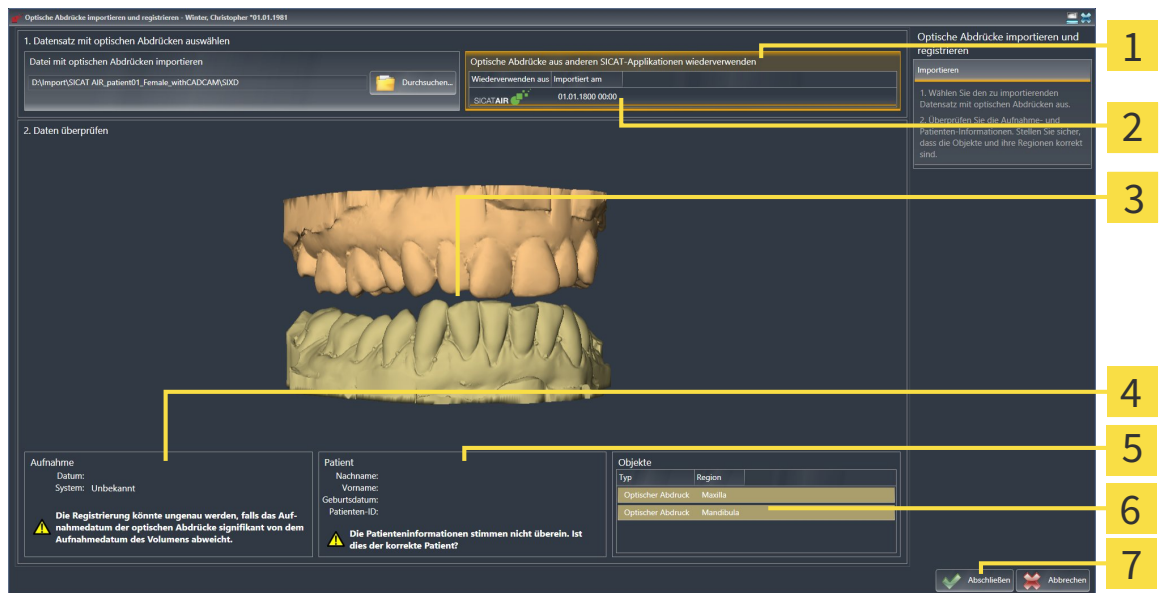 Optische Abdrücke importieren und registrieren - Winter, Christopher *01.01.1981
1. Datensatz mit optischen Abdrücken auswählen
Datei mit optischen Abdrücken importieren
D:\Import\SICAT AIR_patient01_Female_withCADCAM\SIXD
Durchsuchen...
Optische Abdrücke aus anderen SICAT-Applikationen wiederverwenden
Wiederverwenden aus Importiert am
SICATAIR 01.01.1800 00:00
Optische Abdrücke importieren und
registrieren
Importieren
1. Wählen Sie den zu importierenden
Datensatz mit optischen Abdrücken aus.
2. Überprüfen Sie die Aufnahme- und
Patienten-Informationen. Stellen Sie sicher,
dass die Objekte und ihre Regionen korrekt
sind.
2. Daten überprüfen
Aufnahme
Datum:
System: Unbekannt
Die Registrierung könnte ungenau werden, falls das Auf-
nahmedatum der optischen Abdrücke signifikant von dem
Aufnahmedatum des Volumens abweicht.
Patient
Nachname:
Vorname:
Geburtsdatum:
Patienten-ID:
Die Patienteninformationen stimmen nicht überein. Ist
dies der korrekte Patient?
Objekte
Typ Region
Optischer Abdruck Maxilla
Optischer Abdruck Mandibula
Abschließen
Abbrechen
1
2
3
4
5
6
7